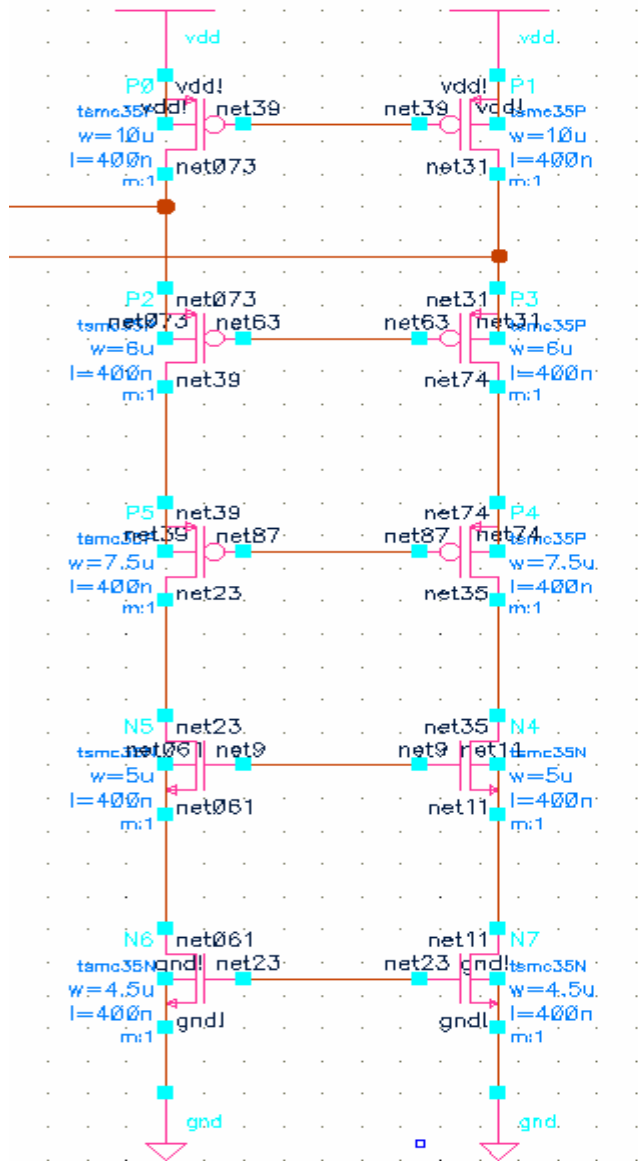 vdd
vdd
P0 vdd!
vdd! P1
tsmc35P
vdd! net39
net39 vdd!
tsmc35P
w=10u
w=10u
l=400n net073
net31 l=400n
m:1
m:1
P2 net073
net31 P3
tsmc35P
net073 net63
net63 net31
tsmc35P
w=6u
w=6u
l=400n net39
net74 l=400n
m:1
m:1
P5 net39
net74 P4
tsmc35P
net39 net87
net87 net74
tsmc35P
w=7.5u
w=7.5u
l=400n net23
net35 l=400n
m:1
m:1
N5 net23
net35 N4
tsmc35N
net061 net9
net9 net11
tsmc35N
w=5u
w=5u
l=400n net061
net11 l=400n
m:1
m:1
N6 net061
net11 N7
tsmc35N
gnd! net23
net23 gnd!
tsmc35N
w=4.5u
w=4.5u
l=400n gnd!
gnd! l=400n
m:1
m:1
gnd
gnd